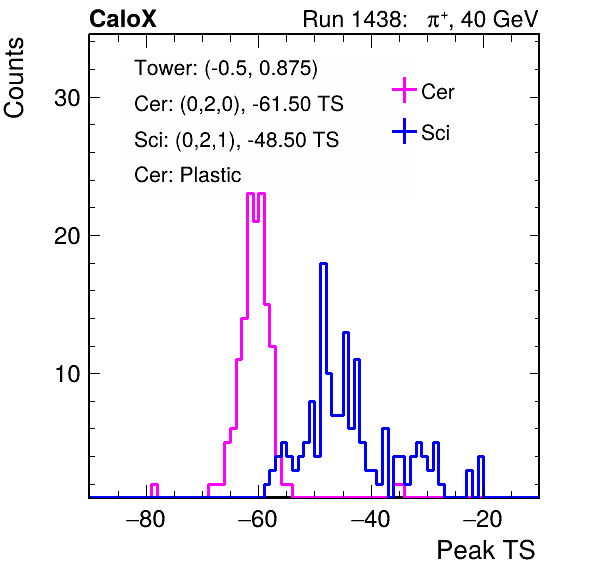 CaloX Run 1438: π⁺, 40 GeV
Counts
Tower: (-0.5, 0.875)
Cer: (0,2,0), -61.50 TS
Sci: (0,2,1), -48.50 TS
Cer: Plastic
Cer
Sci
30
20
10
−80 −60 −40 −20
Peak TS